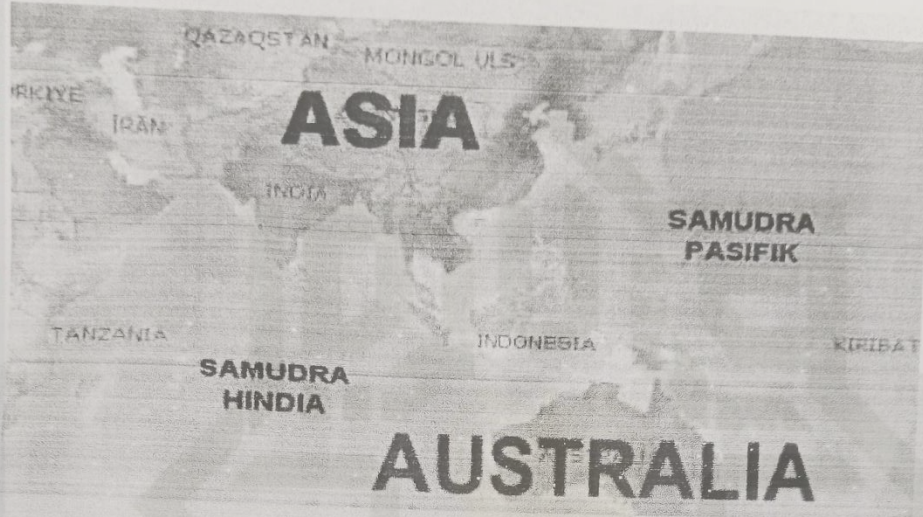 QAZAQSTAN
MONGOL ULS
RKIYE
IRAN
ASIA
INDIA
SAMUDRA
PASIFIK
TANZANIA
INDONESIA
KIRIBAT
SAMUDRA
HINDIA
AUSTRALIA